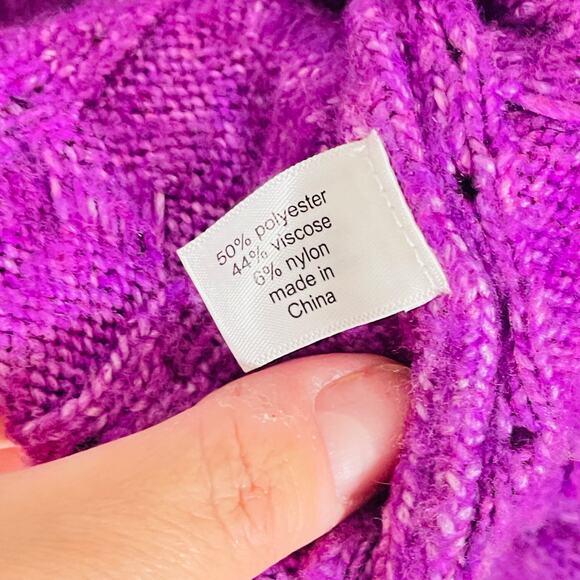 50% polyester
44% viscose
6% nylon
made in
China